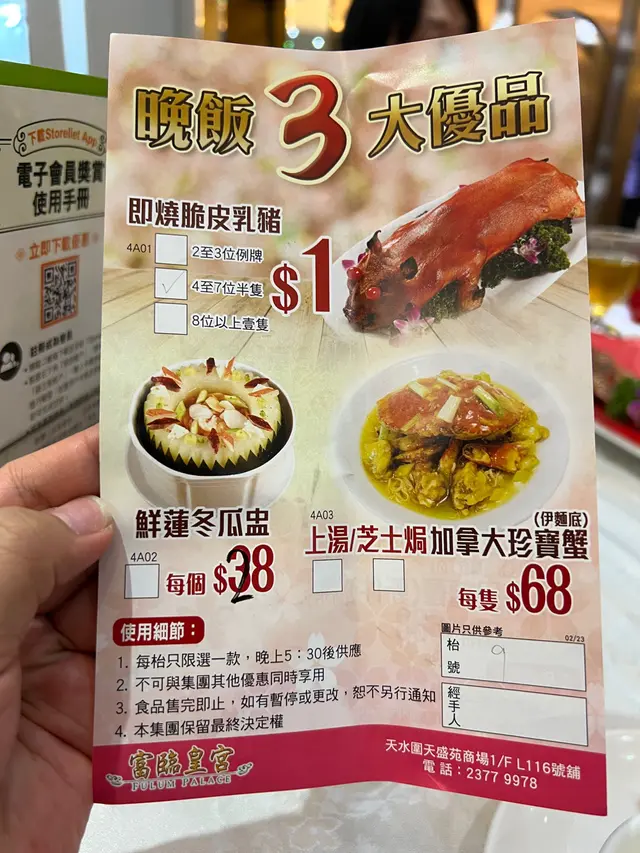 晚飯3大優品
即燒脆皮乳豬
4A01
2至3位例牌
✓ 4至7位半隻
8位以上壹隻
$1
鮮蓮冬瓜盅
4A02
每個 $238
4A03
(伊麵底)
上湯/芝士焗加拿大珍寶蟹
每隻 $68
使用細節：
1. 每枱只限選一款，晚上5：30後供應
2. 不可與集團其他優惠同時享用
3. 食品售完即止，如有暫停或更改，恕不另行通知
4. 本集團保留最終決定權
圖片只供參考
02/23
枱號 9
經手人
富臨皇宮
FULUM PALACE
天水圍天盛苑商場1/F L116號舖
電話：2377 9978
下載Storellet App
電子會員獎賞
使用手冊
立即下載優惠